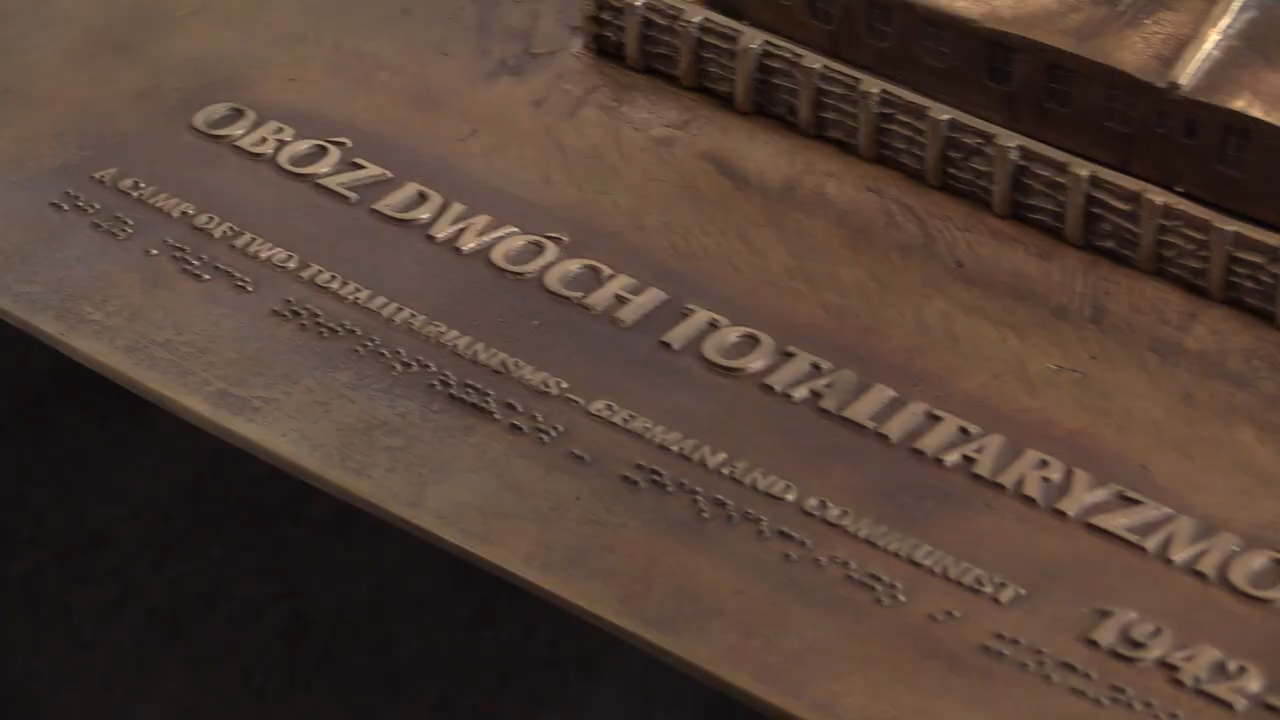 OBÓZ DWÓCH TOTALITARYZMÓ
A CAMP OF TWO TOTALITARIANISMS - GERMAN AND COMMUNIST
1942-